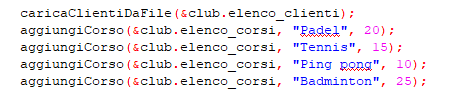 caricaClientiDaFile(&club.elenco_clienti);
aggiungiCorso(&club.elenco_corsi, "Padel", 20);
aggiungiCorso(&club.elenco_corsi, "Tennis", 15);
aggiungiCorso(&club.elenco_corsi, "Ping pong", 10);
aggiungiCorso(&club.elenco_corsi, "Badminton", 25);